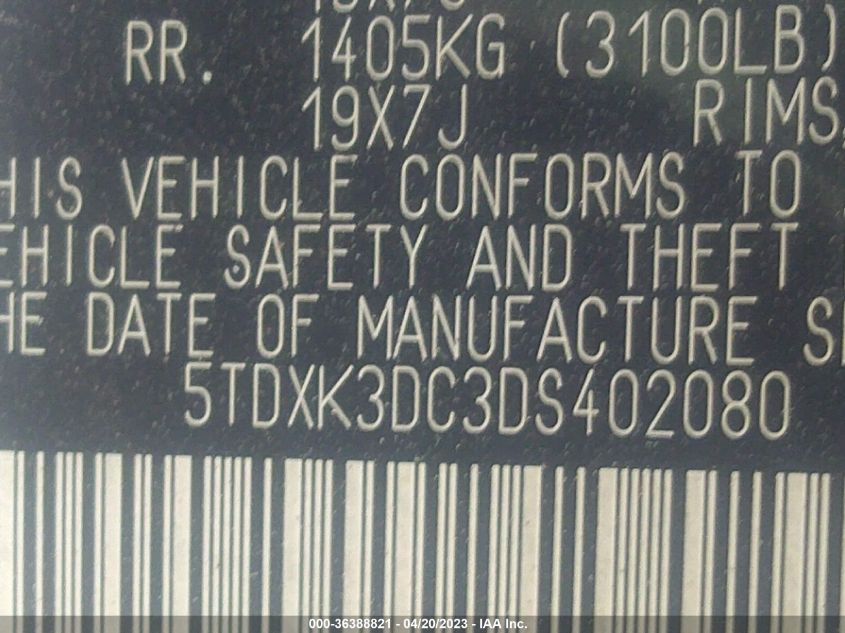 RR. 1405KG (3100LB)
19X7J RIMS
HIS VEHICLE CONFORMS TO
EHICLE SAFETY AND THEFT
HE DATE OF MANUFACTURE S
5TDXK3DC3DS402080
000-36388821 - 04/20/2023 - IAA Inc.